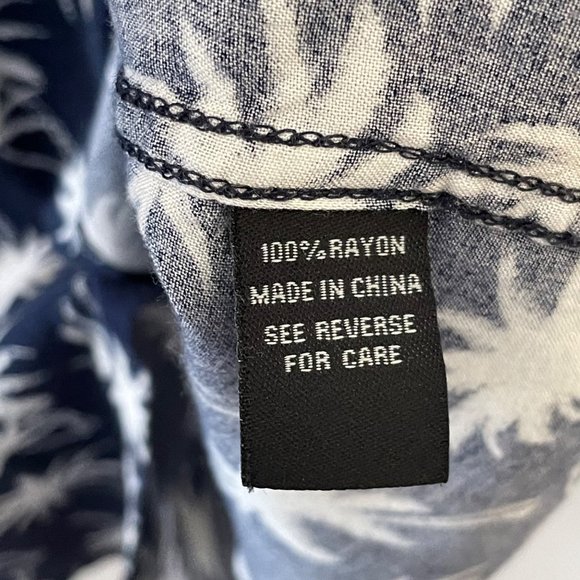 100% RAYON
MADE IN CHINA
SEE REVERSE
FOR CARE